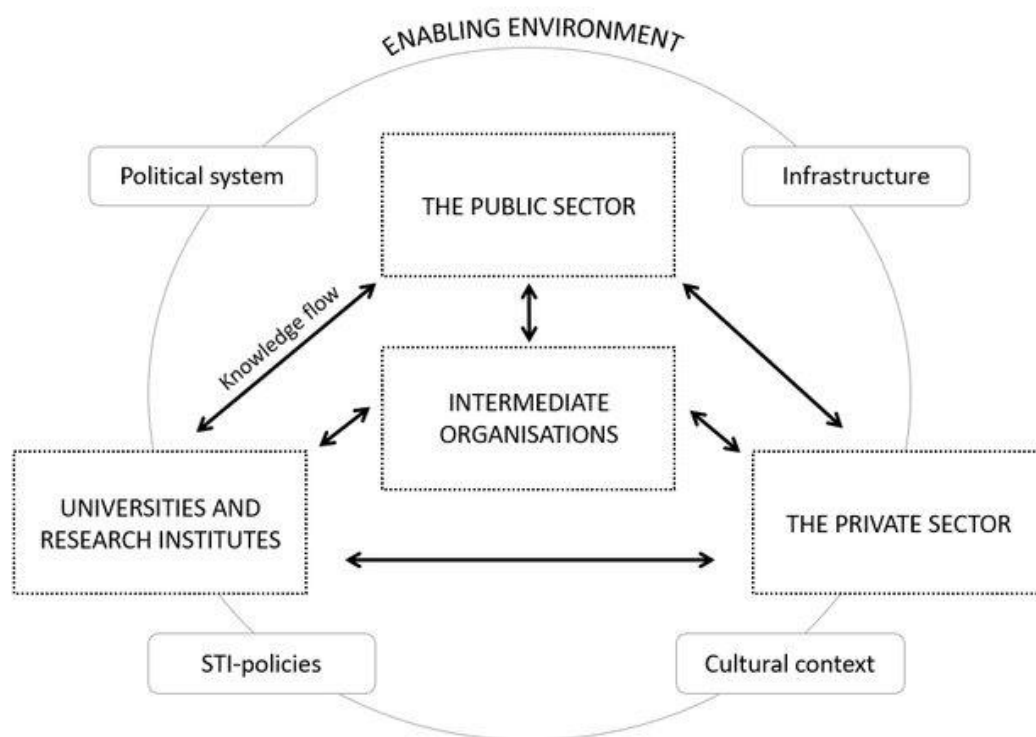 ENABLING ENVIRONMENT
Political system
Infrastructure
THE PUBLIC SECTOR
Knowledge flow
INTERMEDIATE
ORGANISATIONS
UNIVERSITIES AND
RESEARCH INSTITUTES
THE PRIVATE SECTOR
STI-policies
Cultural context